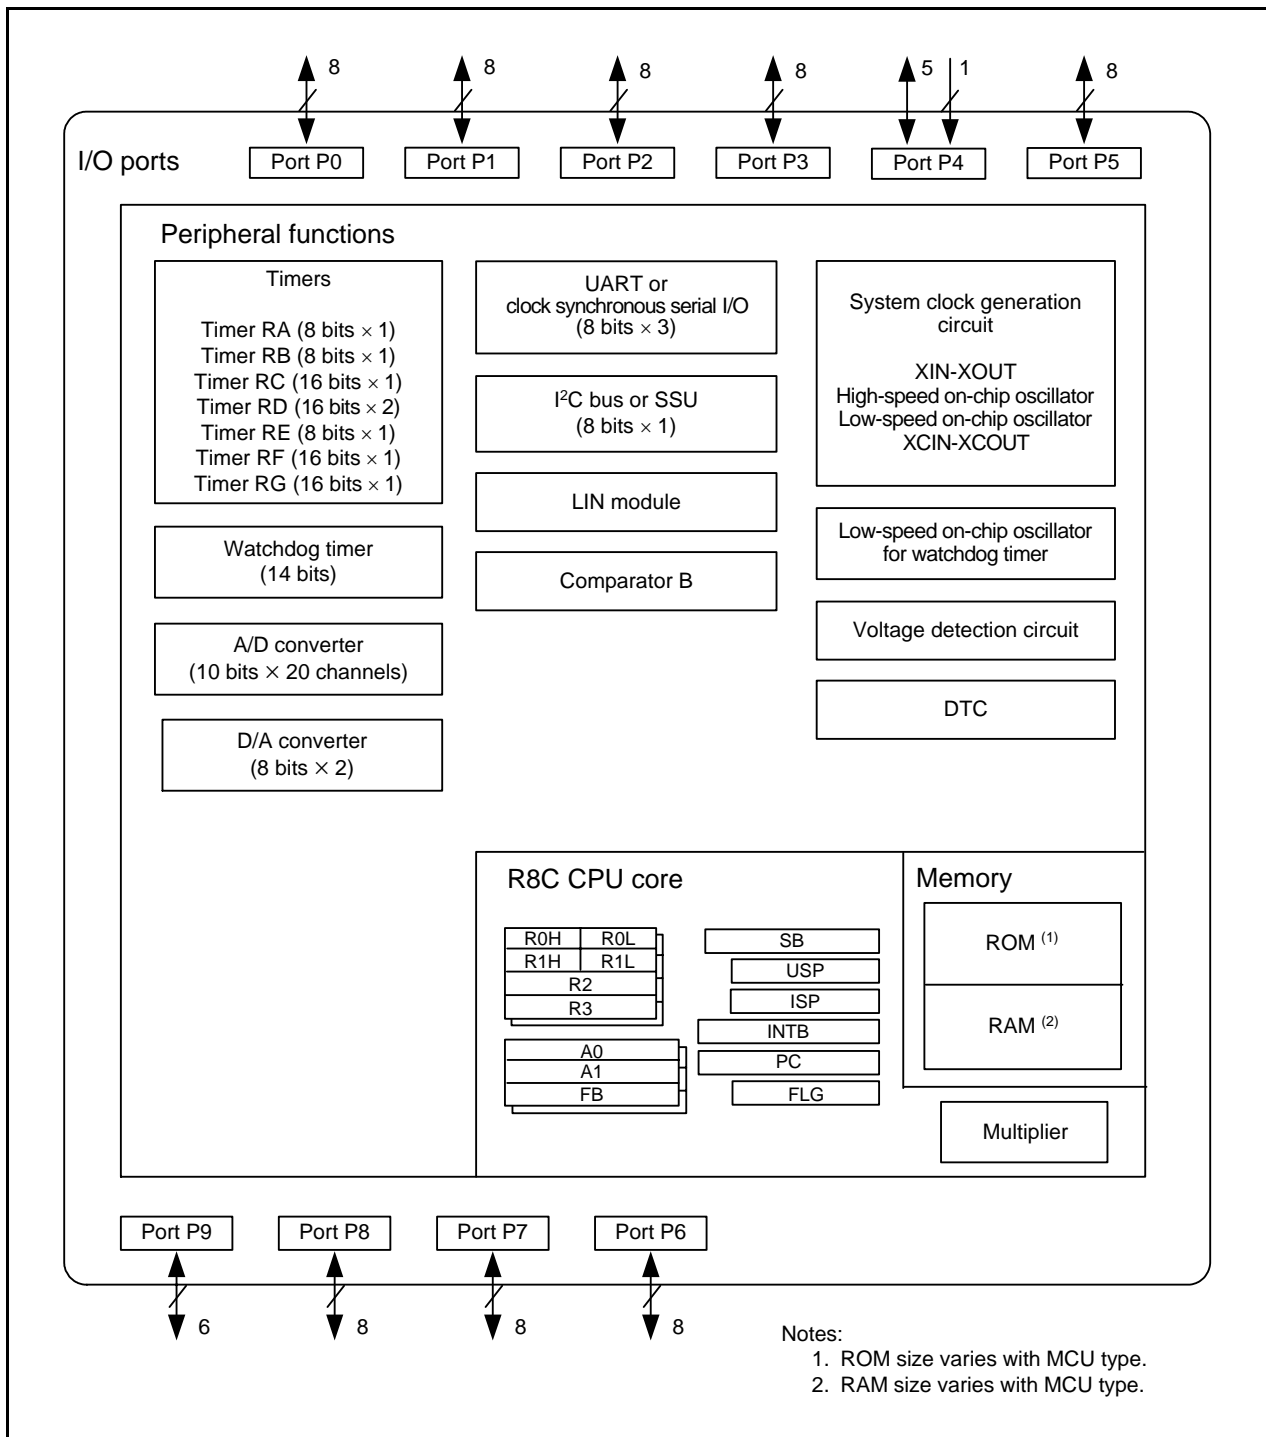 8 8 8 8 5 1 8
I/O ports
Port P0 Port P1 Port P2 Port P3 Port P4 Port P5
Peripheral functions
Timers
Timer RA (8 bits × 1)
Timer RB (8 bits × 1)
Timer RC (16 bits × 1)
Timer RD (16 bits × 2)
Timer RE (8 bits × 1)
Timer RF (16 bits × 1)
Timer RG (16 bits × 1)
Watchdog timer
(14 bits)
A/D converter
(10 bits × 20 channels)
D/A converter
(8 bits × 2)
UART or
clock synchronous serial I/O
(8 bits × 3)
I²C bus or SSU
(8 bits × 1)
LIN module
Comparator B
System clock generation
circuit
XIN-XOUT
High-speed on-chip oscillator
Low-speed on-chip oscillator
XCIN-XCOUT
Low-speed on-chip oscillator
for watchdog timer
Voltage detection circuit
DTC
R8C CPU core
R0H R0L
R1H R1L
R2
R3
A0
A1
FB
SB
USP
ISP
INTB
PC
FLG
Memory
ROM (1)
RAM (2)
Multiplier
Port P9 Port P8 Port P7 Port P6
6 8 8 8
Notes:
1. ROM size varies with MCU type.
2. RAM size varies with MCU type.